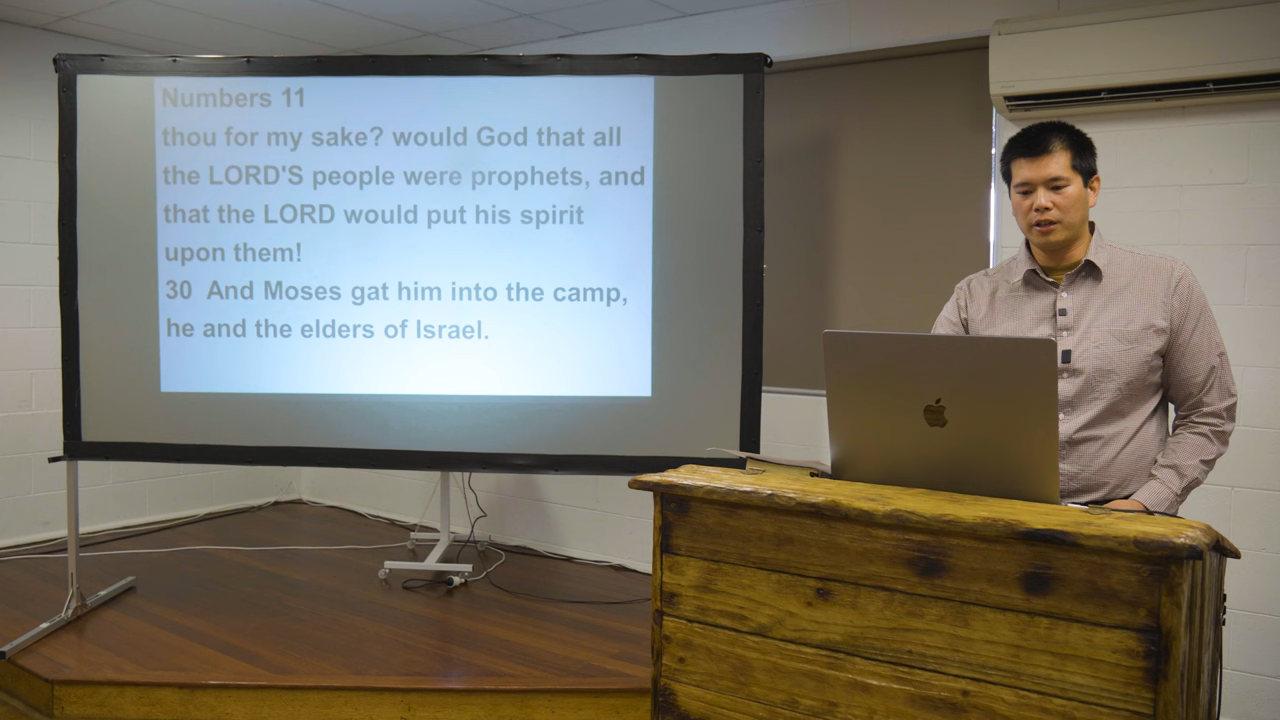 Numbers 11
thou for my sake? would God that all
the LORD'S people were prophets, and
that the LORD would put his spirit
upon them!
30  And Moses gat him into the camp,
he and the elders of Israel.